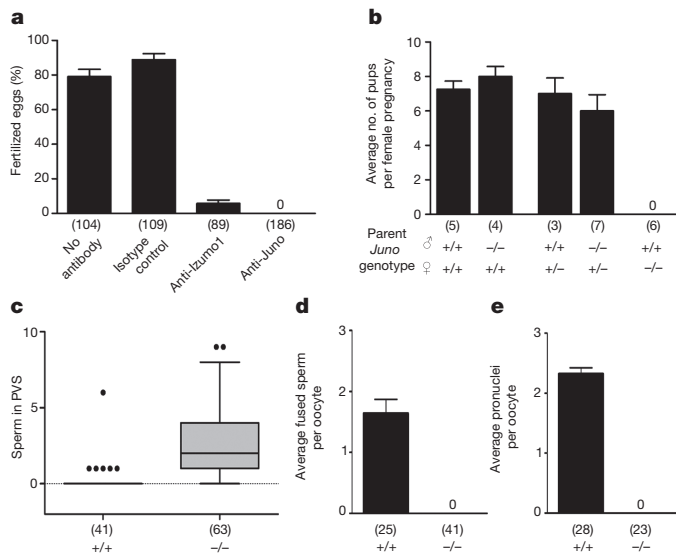 a
Fertilized eggs (%)
100
80
60
40
20
0
0
(104) (109) (89) (186)
No antibody
Isotype control
Anti-Izumo1
Anti-Juno
b
Average no. of pups
per female pregnancy
10
8
6
4
2
0
0
(5) (4) (3) (7) (6)
Parent ♂ +/+ −/− +/+ −/− +/+
Juno
genotype ♀ +/+ +/+ +/− +/− −/−
c
Sperm in PVS
10
5
0
(41) (63)
+/+ −/−
d
Average fused sperm
per oocyte
3
2
1
0
0
(25) (41)
+/+ −/−
e
Average pronuclei
per oocyte
3
2
1
0
0
(28) (23)
+/+ −/−